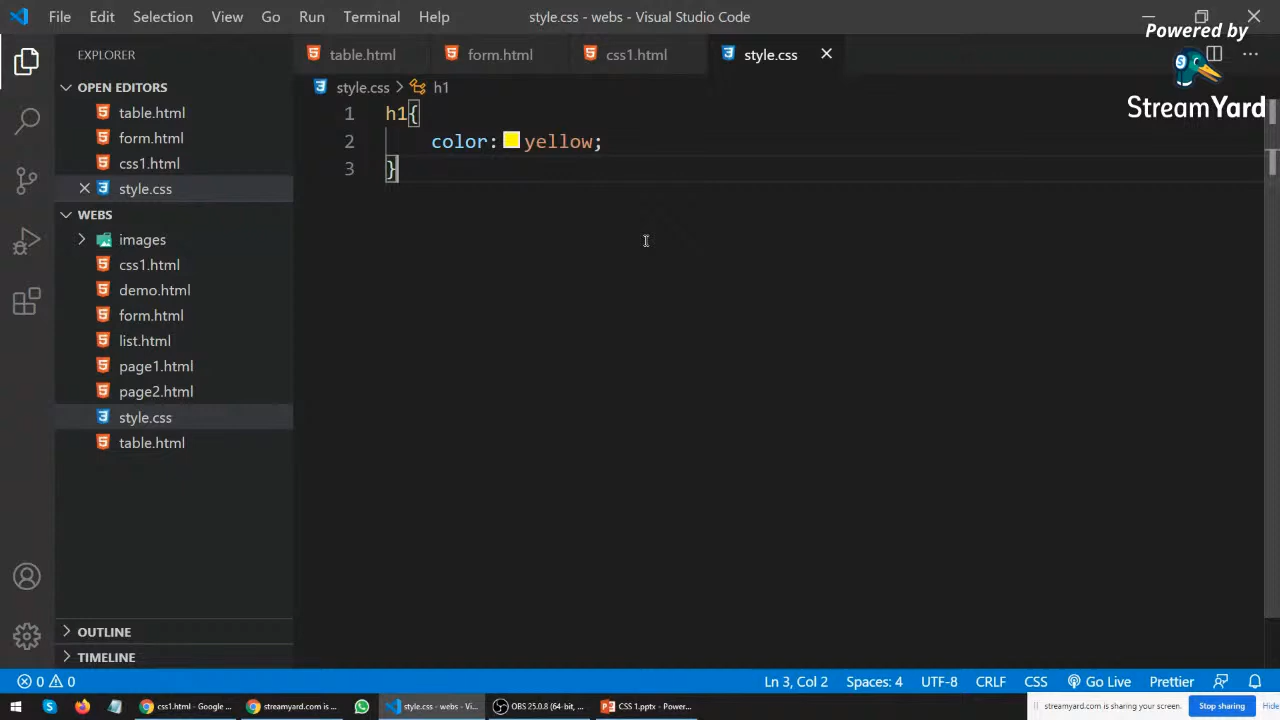 File Edit Selection View Go Run Terminal Help
style.css - webs - Visual Studio Code
Powered by
StreamYard
EXPLORER
OPEN EDITORS
table.html
form.html
css1.html
style.css
WEBS
images
css1.html
demo.html
form.html
list.html
page1.html
page2.html
style.css
table.html
OUTLINE
TIMELINE
table.html form.html css1.html style.css
style.css > h1
1 h1{
2 color: yellow;
3 }
0 0
Ln 3, Col 2 Spaces: 4 UTF-8 CRLF CSS Go Live Prettier
css1.html - Google ... streamyard.com is ... style.css - webs - Vi... OBS 25.0.8 (64-bit, ... CSS 1.pptx - Power...
streamyard.com is sharing your screen. Stop sharing Hide